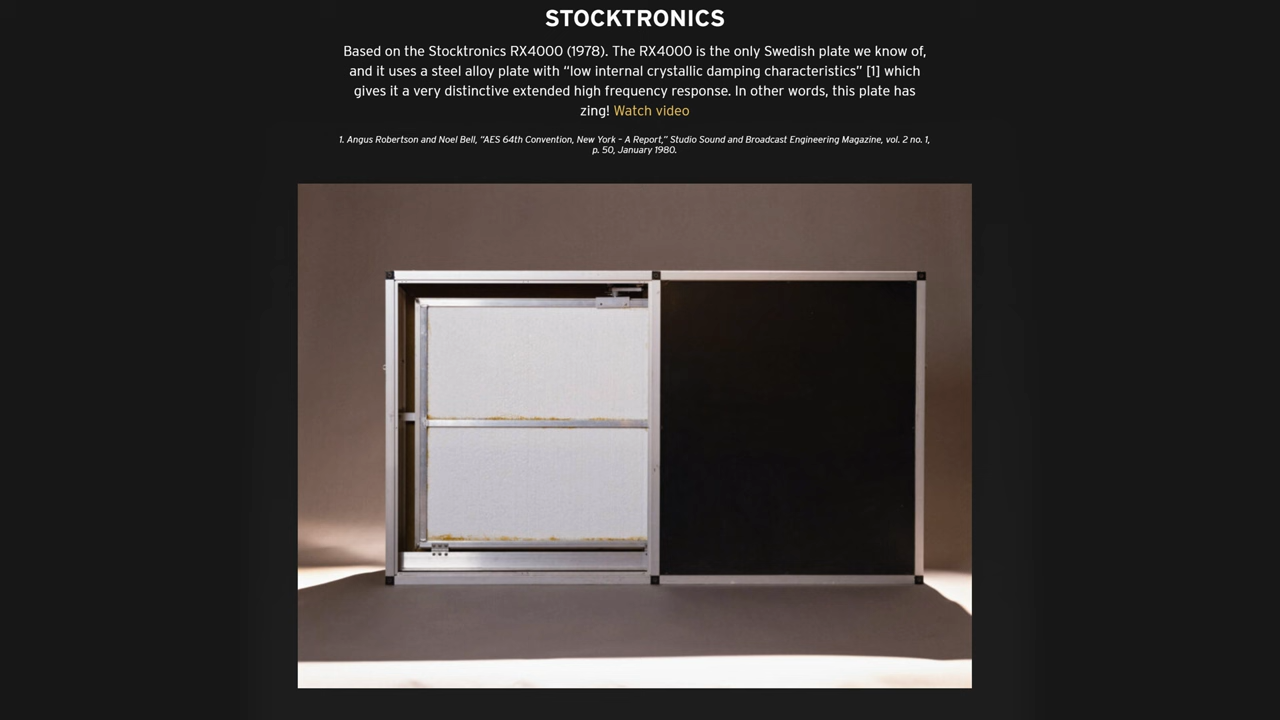 STOCKTRONICS
Based on the Stocktronics RX4000 (1978). The RX4000 is the only Swedish plate we know of,
and it uses a steel alloy plate with “low internal crystallic damping characteristics” [1] which
gives it a very distinctive extended high frequency response. In other words, this plate has
zing! Watch video
1. Angus Robertson and Noel Bell, “AES 64th Convention, New York – A Report,” Studio Sound and Broadcast Engineering Magazine, vol. 2 no. 1,
p. 50, January 1980.